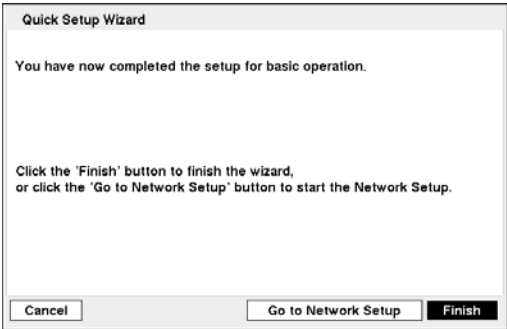 Quick Setup Wizard
You have now completed the setup for basic operation.
Click the 'Finish' button to finish the wizard,
or click the 'Go to Network Setup' button to start the Network Setup.
Cancel
Go to Network Setup
Finish